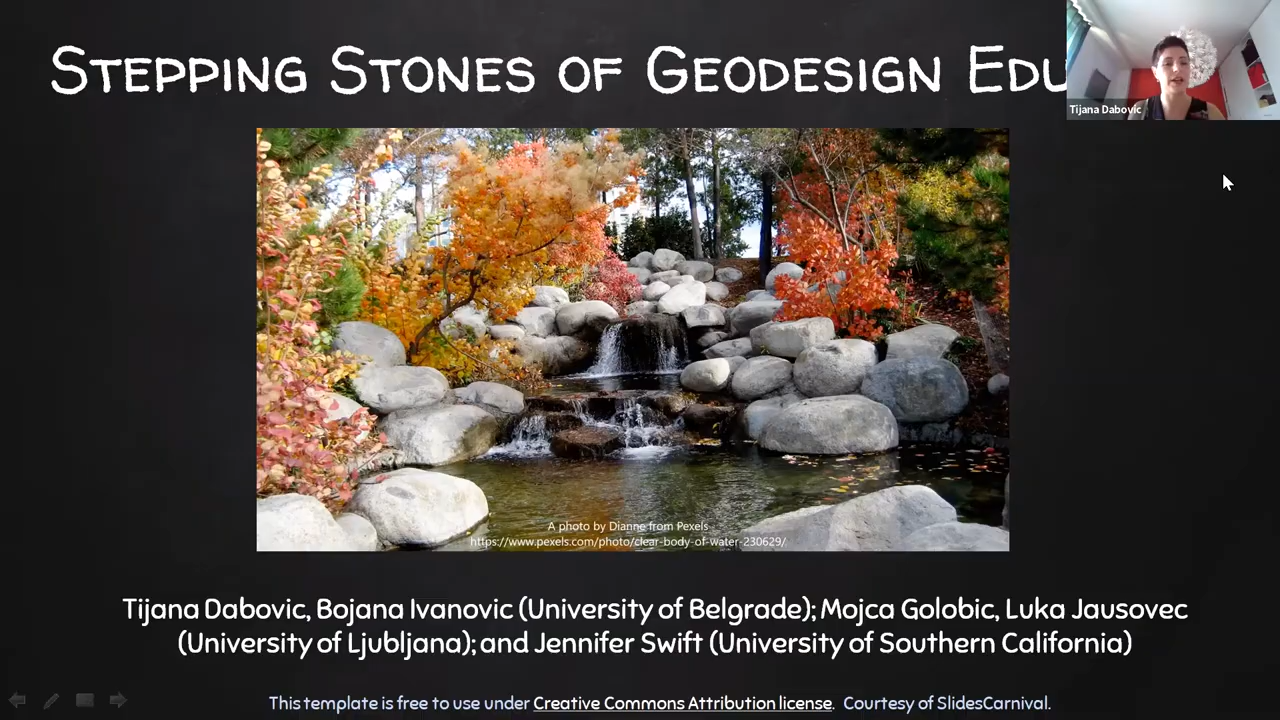 Stepping Stones of Geodesign Edu
Tijana Dabovic
A photo by Dianne from Pexels
https://www.pexels.com/photo/clear-body-of-water-230629/
Tijana Dabovic, Bojana Ivanovic (University of Belgrade); Mojca Golobic, Luka Jausovec
(University of Ljubljana); and Jennifer Swift (University of Southern California)
This template is free to use under Creative Commons Attribution license. Courtesy of SlidesCarnival.